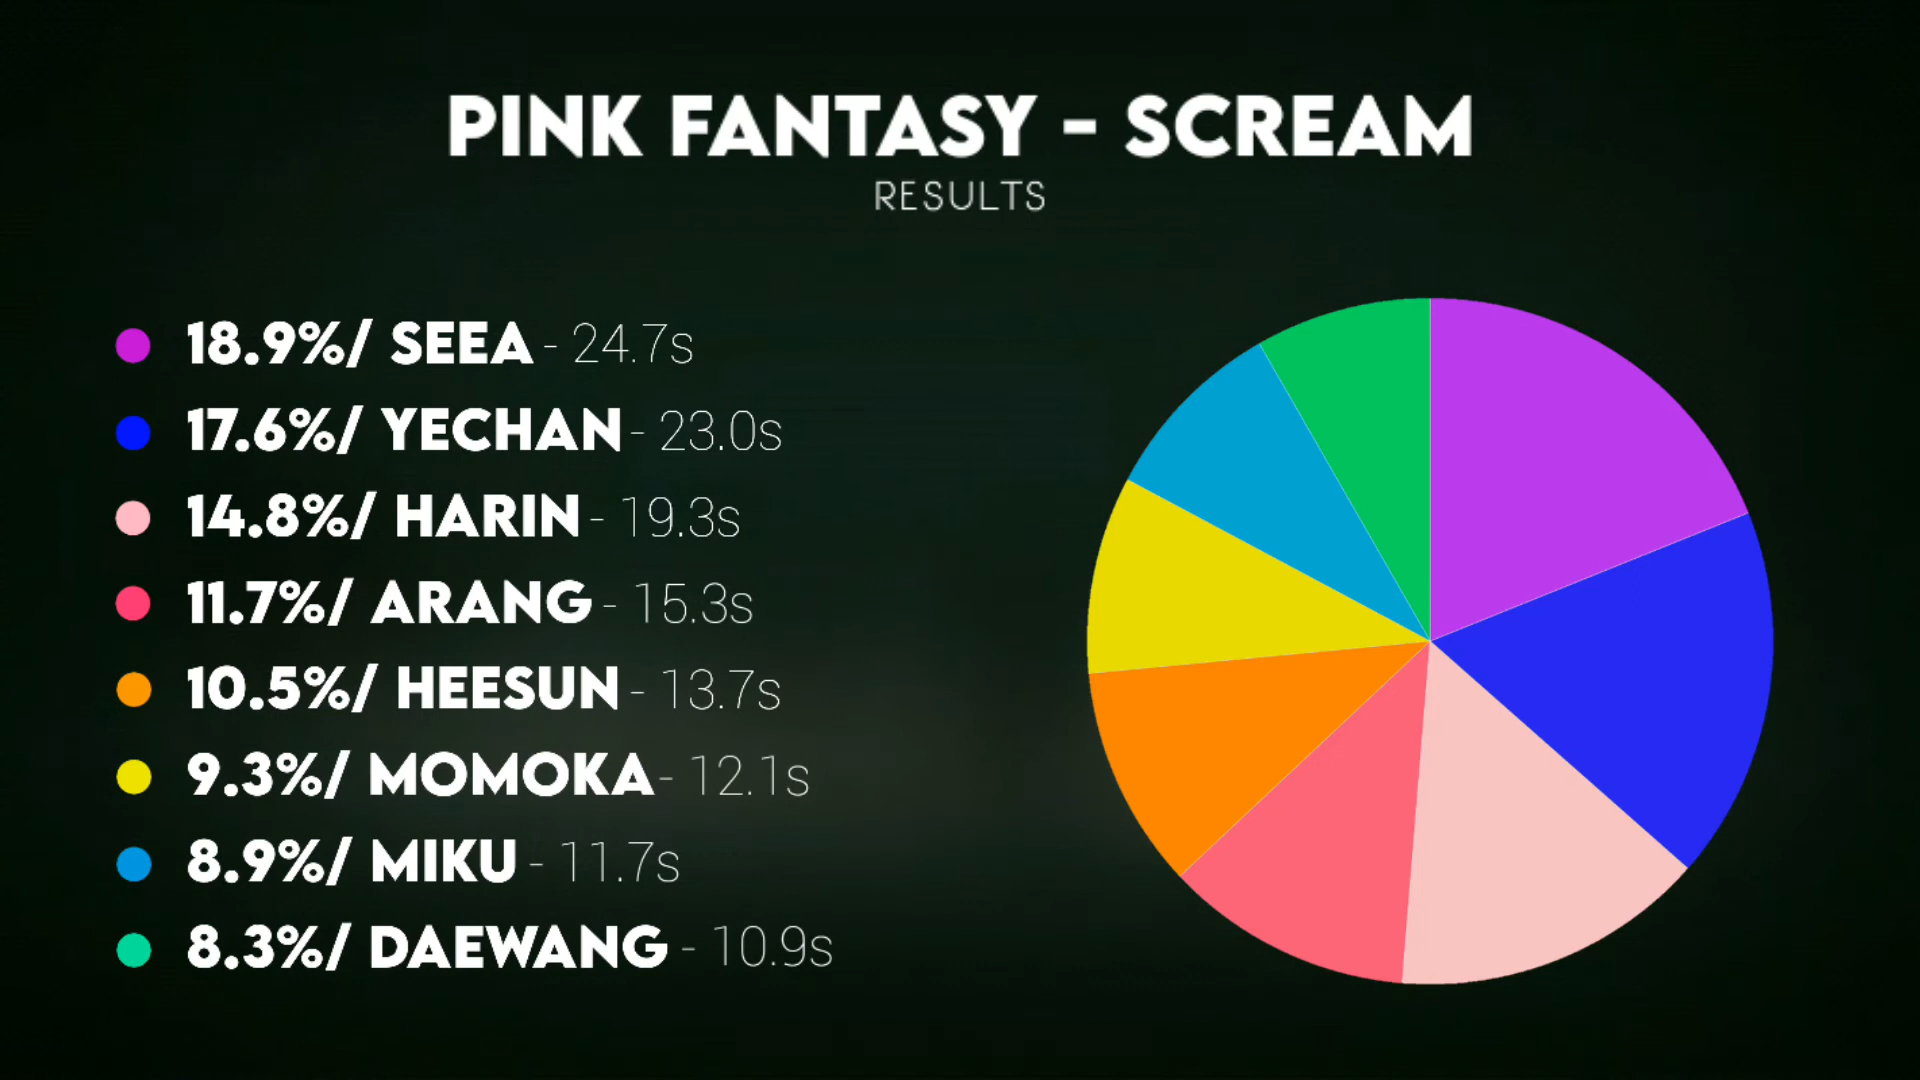 PINK FANTASY - SCREAM
RESULTS
18.9%/ SEEA - 24.7s
17.6%/ YECHAN - 23.0s
14.8%/ HARIN - 19.3s
11.7%/ ARANG - 15.3s
10.5%/ HEESUN - 13.7s
9.3%/ MOMOKA - 12.1s
8.9%/ MIKU - 11.7s
8.3%/ DAEWANG - 10.9s